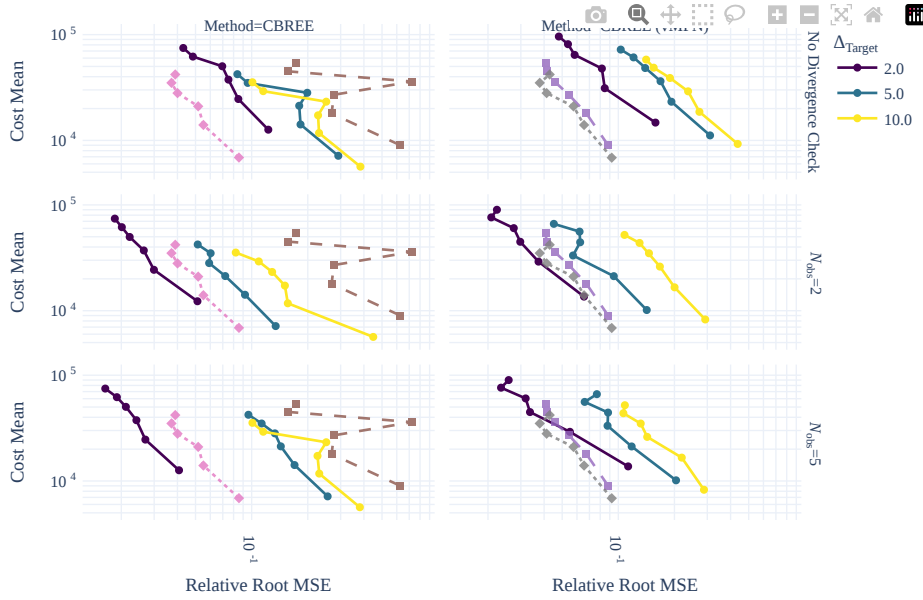 Method=CBREE
Method=CBREE (vMFN)
Δ_Target
2.0
5.0
10.0
10^5
10^4
Cost Mean
No Divergence Check
10^5
10^4
Cost Mean
N_obs=2
10^5
10^4
Cost Mean
N_obs=5
10^-1
10^-1
Relative Root MSE
Relative Root MSE